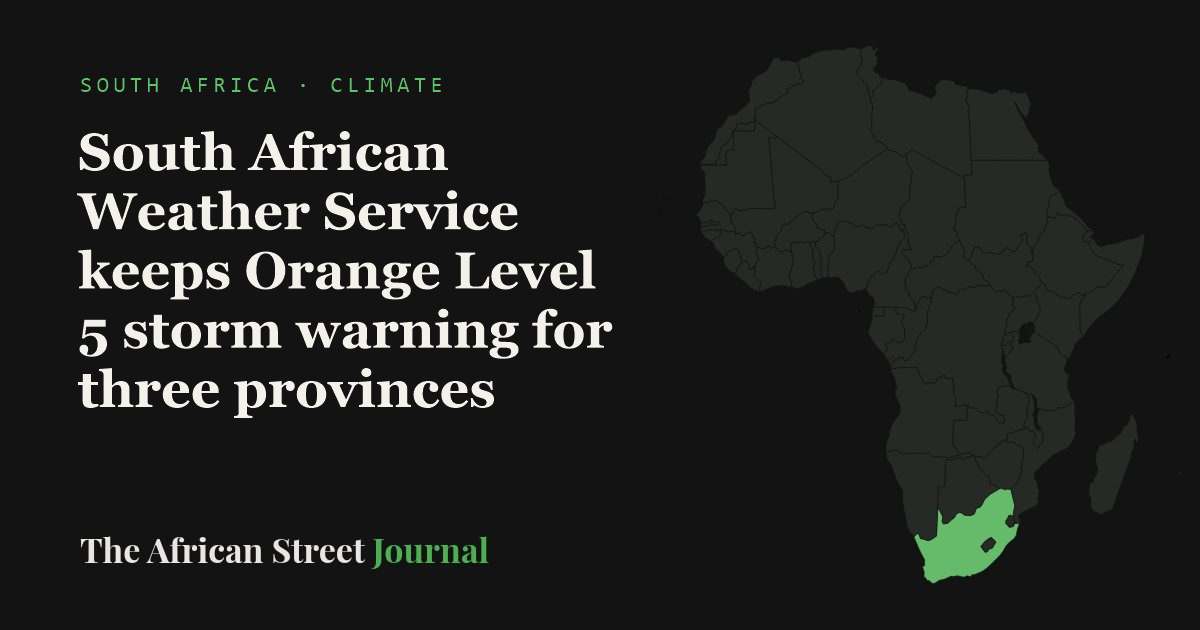 SOUTH AFRICA · CLIMATE
South African
Weather Service
keeps Orange Level
5 storm warning for
three provinces
The African Street Journal